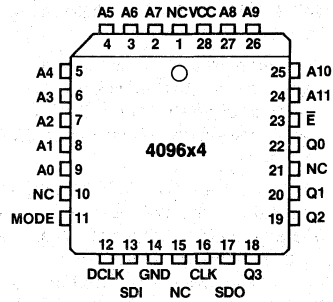 A5 A6 A7 NC VCC A8 A9
4 3 2 1 28 27 26
A4 5 25 A10
A3 6 24 A11
A2 7 23 E̅
A1 8 22 Q0
4096x4
A0 9 21 NC
NC 10 20 Q1
MODE 11 19 Q2
12 13 14 15 16 17 18
DCLK GND CLK Q3
SDI NC SDO